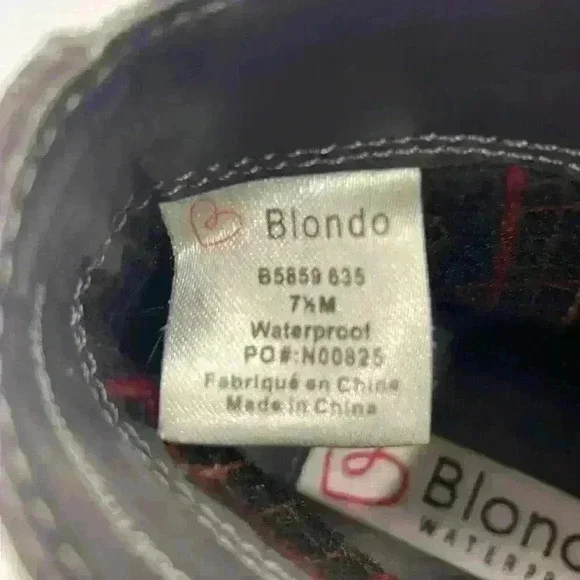 Blondo
B5859 635
7½M
Waterproof
PO#:N00825
Fabriqué en Chine
Made in China
Blondo